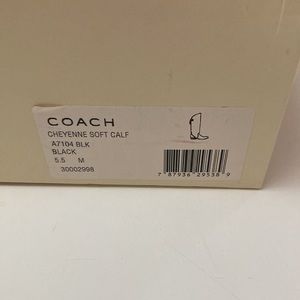 COACH
CHEYENNE SOFT CALF
A7104 BLK
BLACK
5.5 M
30002998
7 87936 29538 9